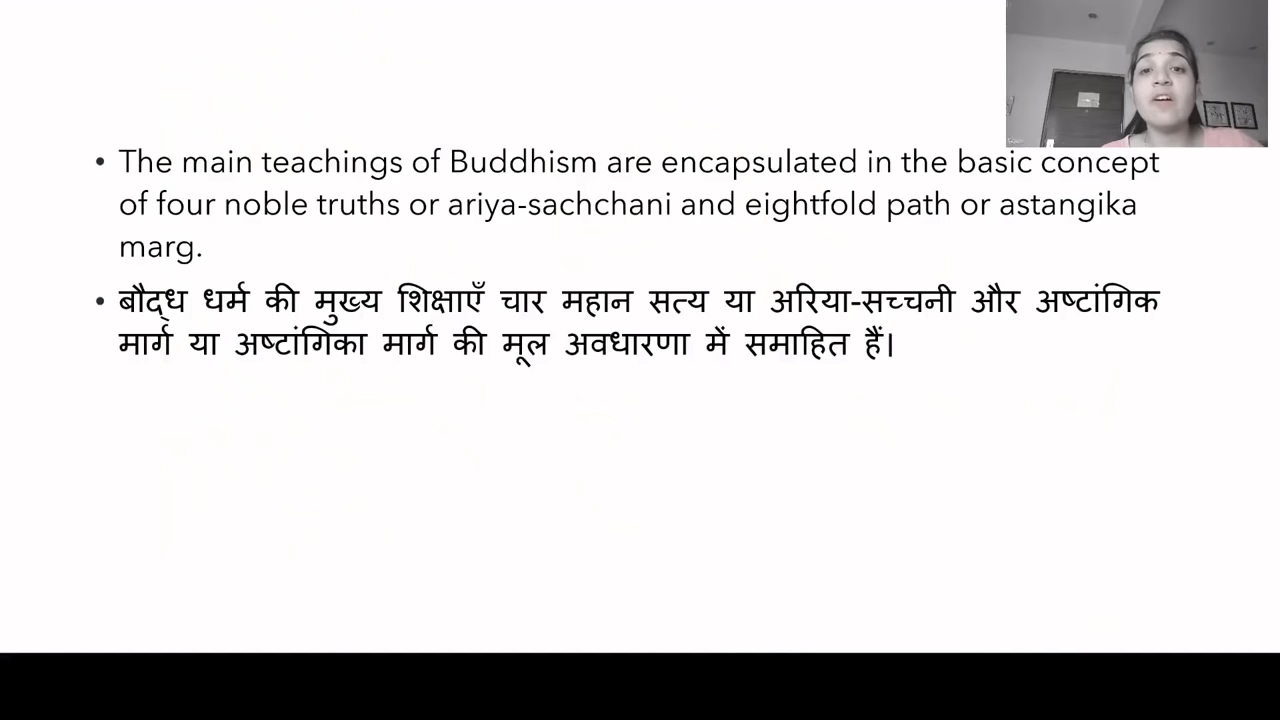 • The main teachings of Buddhism are encapsulated in the basic concept
of four noble truths or ariya-sachchani and eightfold path or astangika
marg.
• बौद्ध धर्म की मुख्य शिक्षाएँ चार महान सत्य या अरिया-सच्चनी और अष्टांगिक
मार्ग या अष्टांगिका मार्ग की मूल अवधारणा में समाहित हैं।